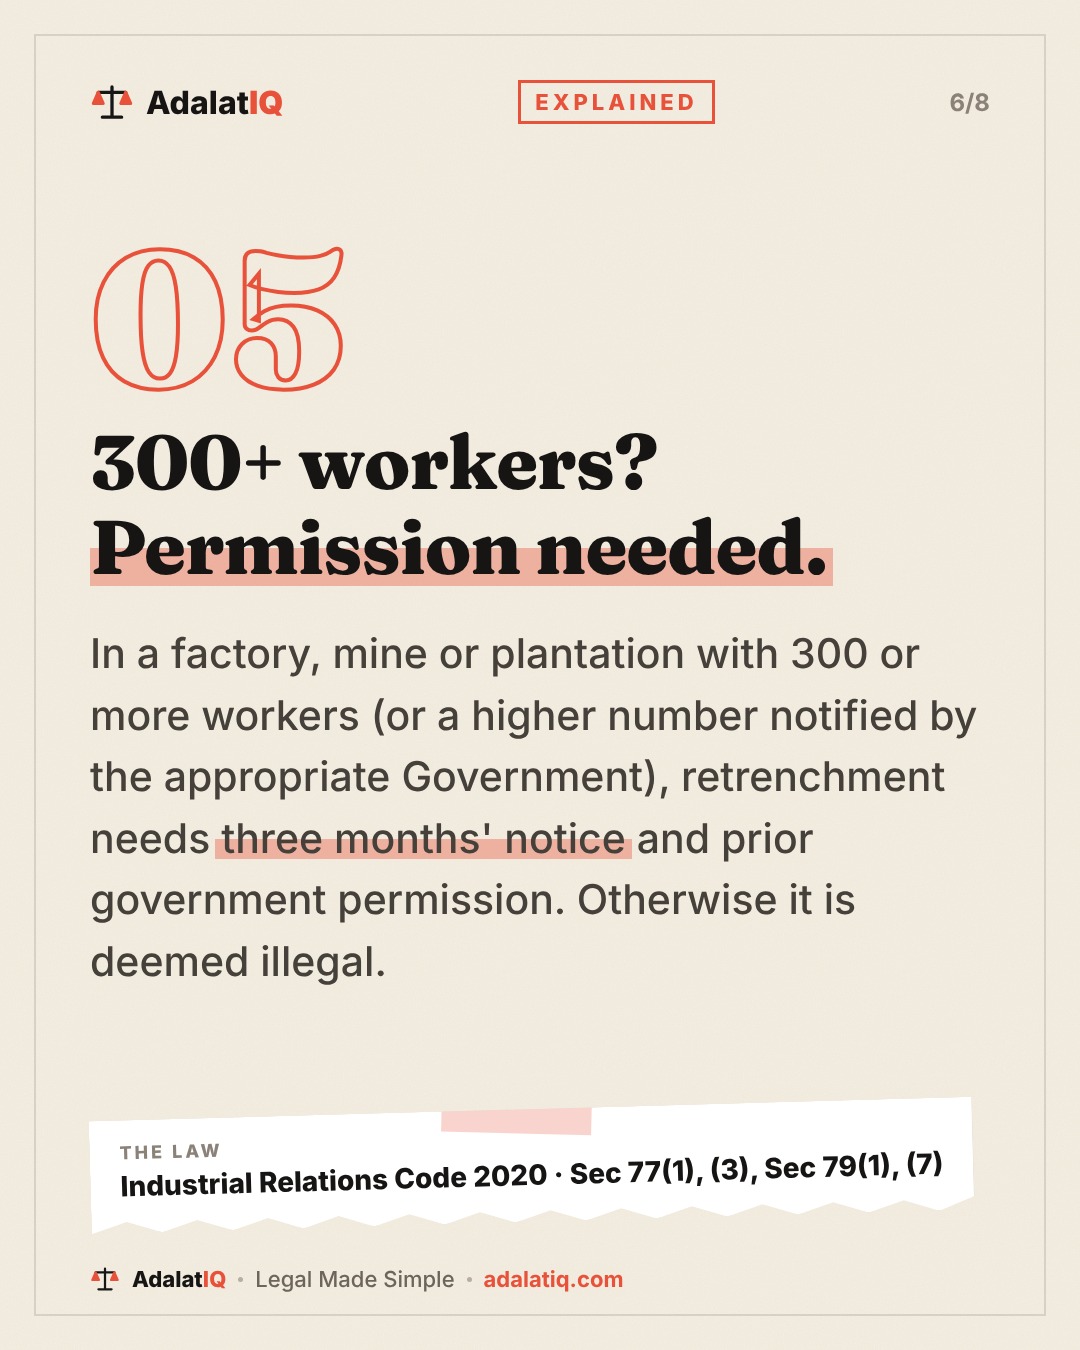 AdalatIQ
EXPLAINED
6/8
05
300+ workers?
Permission needed.
In a factory, mine or plantation with 300 or
more workers (or a higher number notified by
the appropriate Government), retrenchment
needs three months' notice and prior
government permission. Otherwise it is
deemed illegal.
THE LAW
Industrial Relations Code 2020 · Sec 77(1), (3), Sec 79(1), (7)
AdalatIQ • Legal Made Simple • adalatiq.com